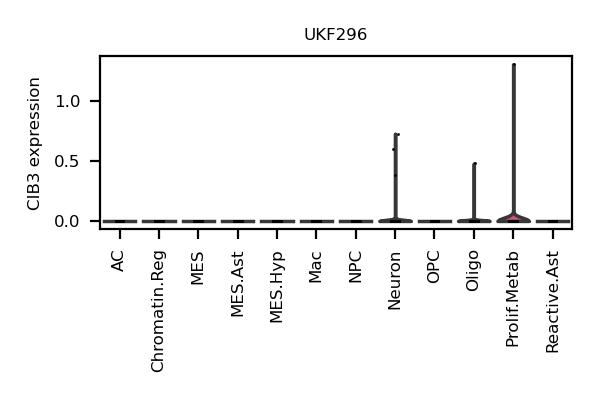 UKF296
CIB3 expression
1.0
0.5
0.0
AC
Chromatin.Reg
MES
MES.Ast
MES.Hyp
Mac
NPC
Neuron
OPC
Oligo
Prolif.Metab
Reactive.Ast